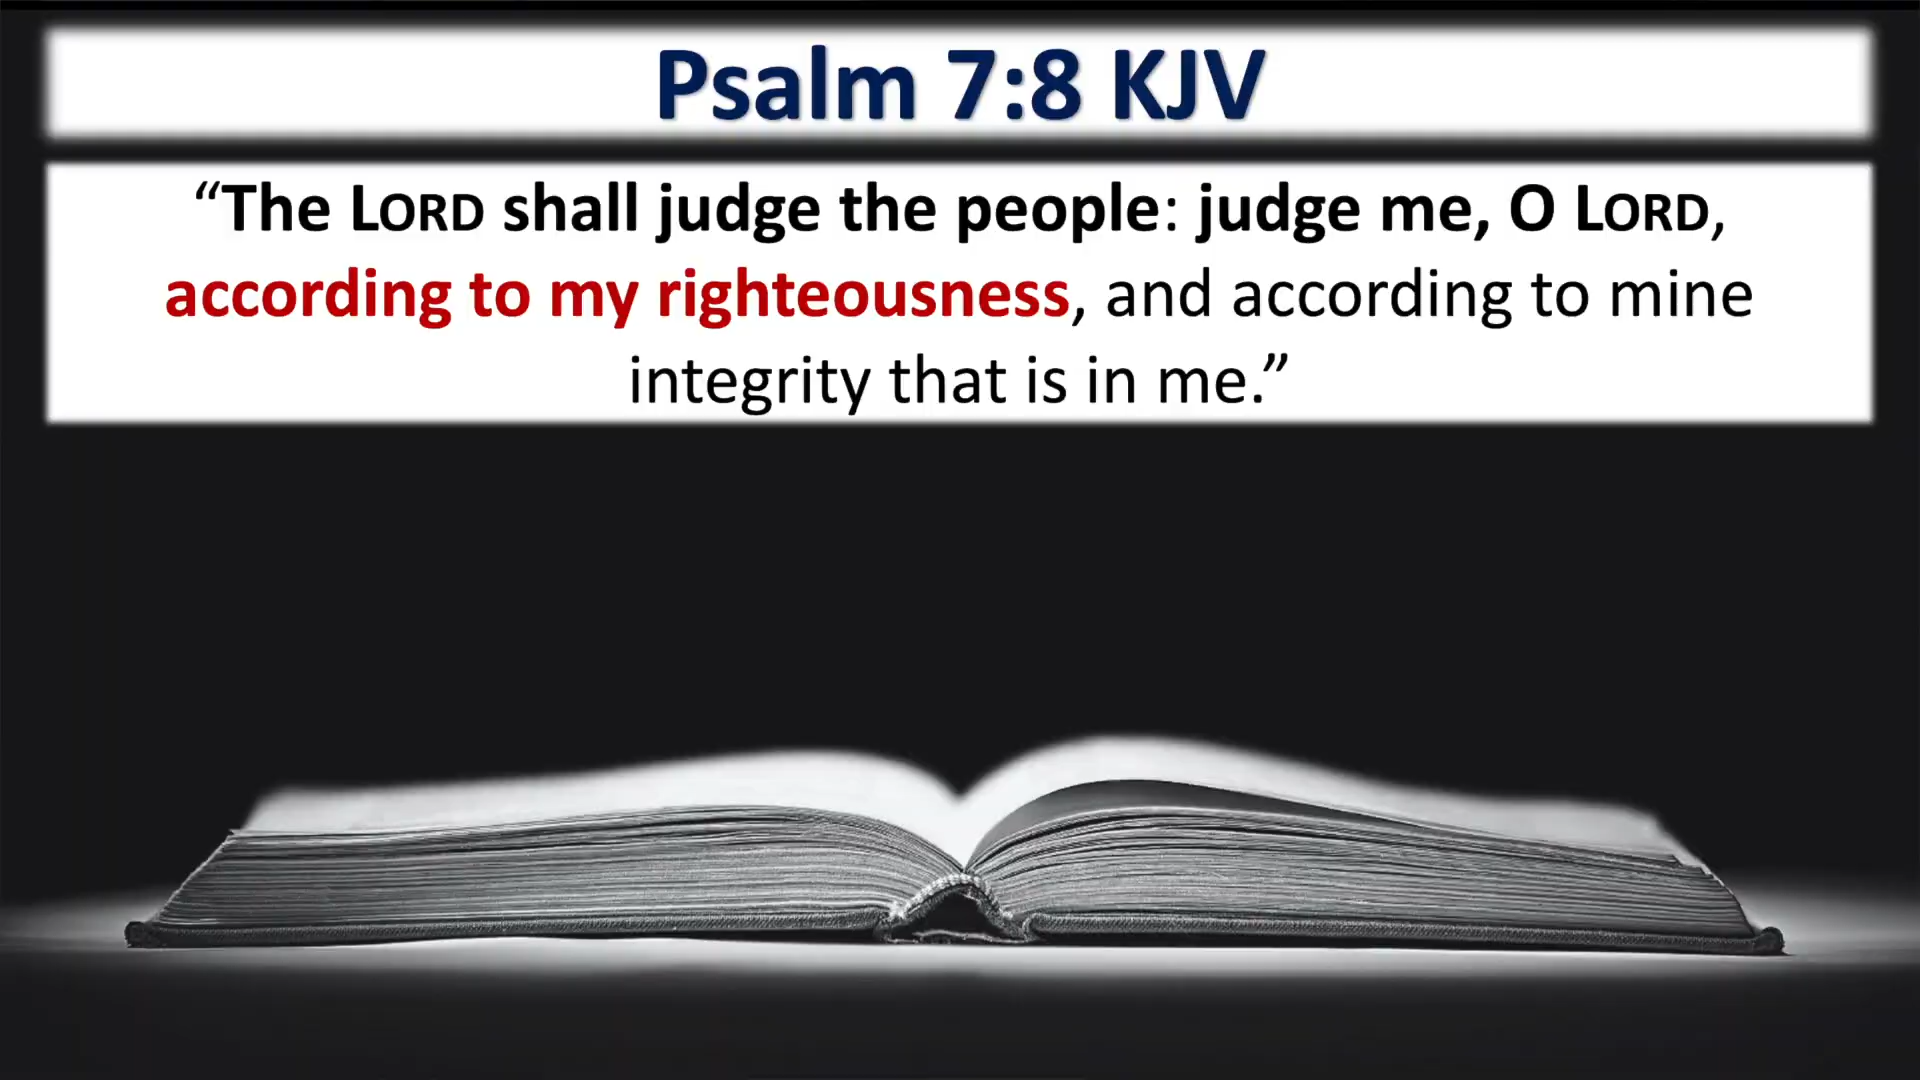 Psalm 7:8 KJV
“The LORD shall judge the people: judge me, O LORD,
according to my righteousness, and according to mine
integrity that is in me.”